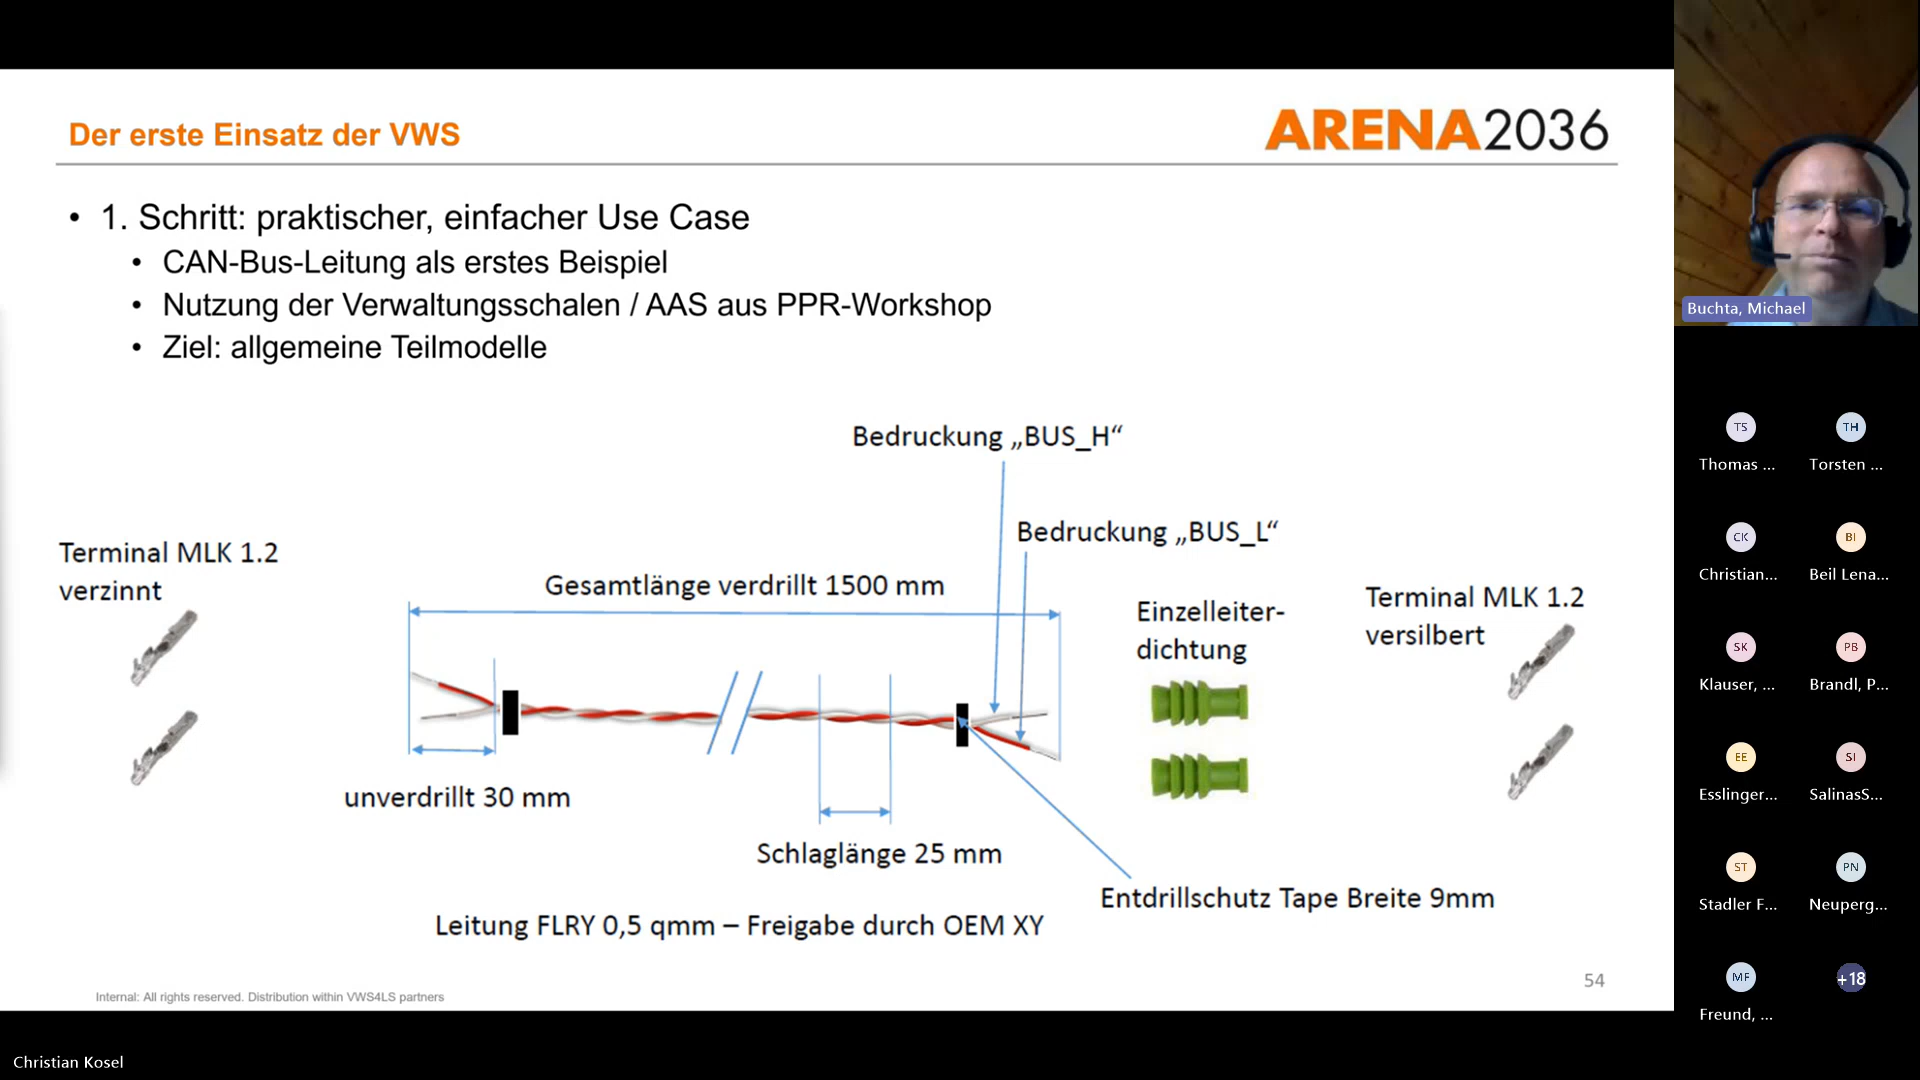 Der erste Einsatz der VWS
ARENA2036
• 1. Schritt: praktischer, einfacher Use Case
• CAN-Bus-Leitung als erstes Beispiel
• Nutzung der Verwaltungsschalen / AAS aus PPR-Workshop
• Ziel: allgemeine Teilmodelle
Bedruckung „BUS_H“
Bedruckung „BUS_L“
Terminal MLK 1.2
verzinnt
Gesamtlänge verdrillt 1500 mm
Einzelleiter-
dichtung
Terminal MLK 1.2
versilbert
unverdrillt 30 mm
Schlaglänge 25 mm
Entdrillschutz Tape Breite 9mm
Leitung FLRY 0,5 qmm – Freigabe durch OEM XY
54
Internal: All rights reserved. Distribution within VWS4LS partners
Christian Kosel
Buchta, Michael
TS
TH
Thomas ...
Torsten ...
CK
BI
Christian...
Beil Lena...
SK
PB
Klauser, ...
Brandl, P...
EE
SI
Esslinger...
SalinasS...
ST
PN
Stadler F...
Neuperg...
MF
+18
Freund, ...